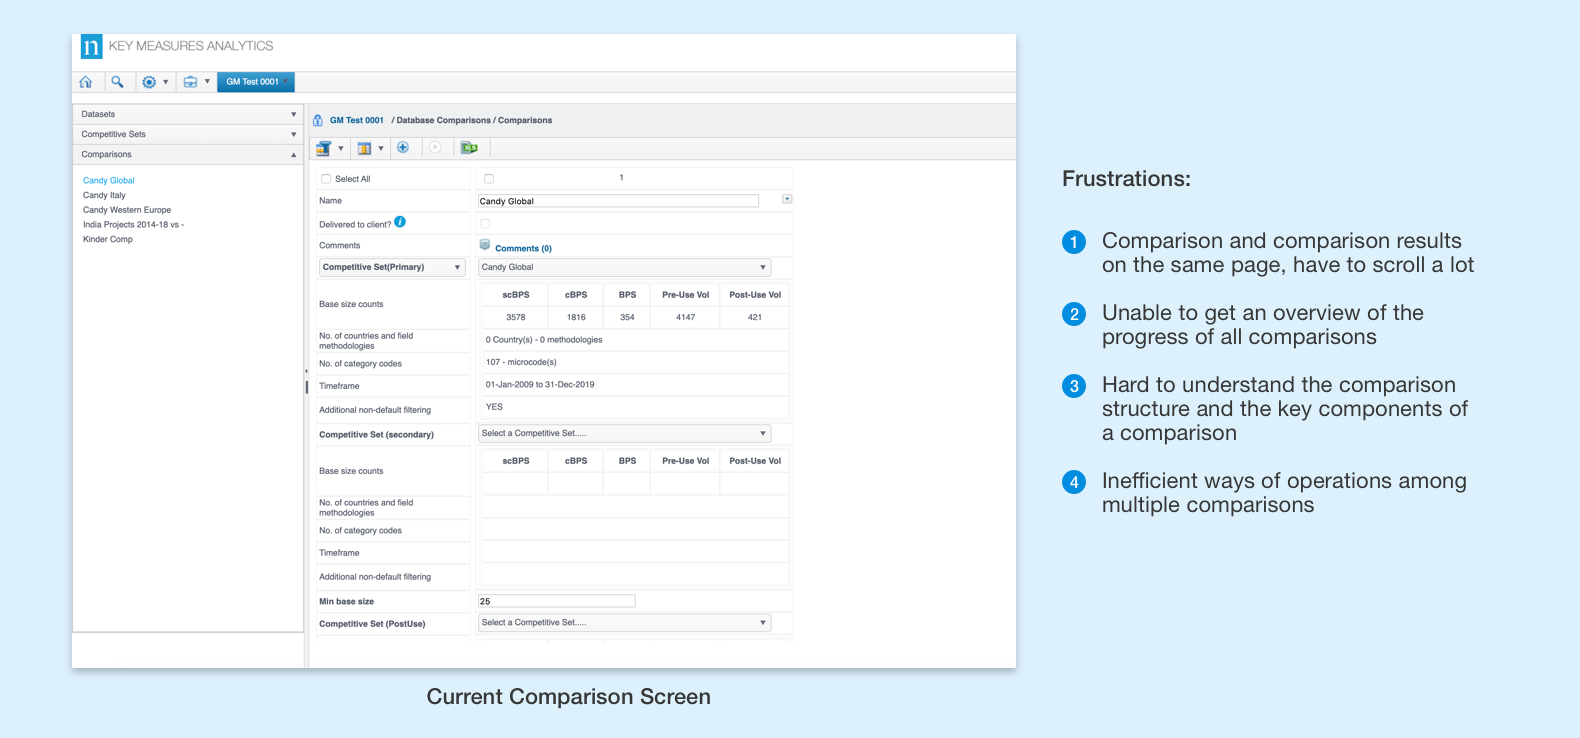 n KEY MEASURES ANALYTICS
GM Test 0001
Datasets
Competitive Sets
Comparisons
Candy Global
Candy Italy
Candy Western Europe
India Projects 2014-18 vs -
Kinder Comp
GM Test 0001 / Database Comparisons / Comparisons
XLS
Select All 1
Name Candy Global
Delivered to client? i
Comments Comments (0)
Competitive Set(Primary) Candy Global
scBPS cBPS BPS Pre-Use Vol Post-Use Vol
Base size counts
3578 1816 354 4147 421
No. of countries and field
methodologies
0 Country(s) - 0 methodologies
No. of category codes 107 - microcode(s)
Timeframe 01-Jan-2009 to 31-Dec-2019
Additional non-default filtering YES
Competitive Set (secondary) Select a Competitive Set.....
scBPS cBPS BPS Pre-Use Vol Post-Use Vol
Base size counts
No. of countries and field
methodologies
No. of category codes
Timeframe
Additional non-default filtering
Min base size 25
Competitive Set (PostUse) Select a Competitive Set.....
Current Comparison Screen
Frustrations:
1 Comparison and comparison results
on the same page, have to scroll a lot
2 Unable to get an overview of the
progress of all comparisons
3 Hard to understand the comparison
structure and the key components of
a comparison
4 Inefficient ways of operations among
multiple comparisons